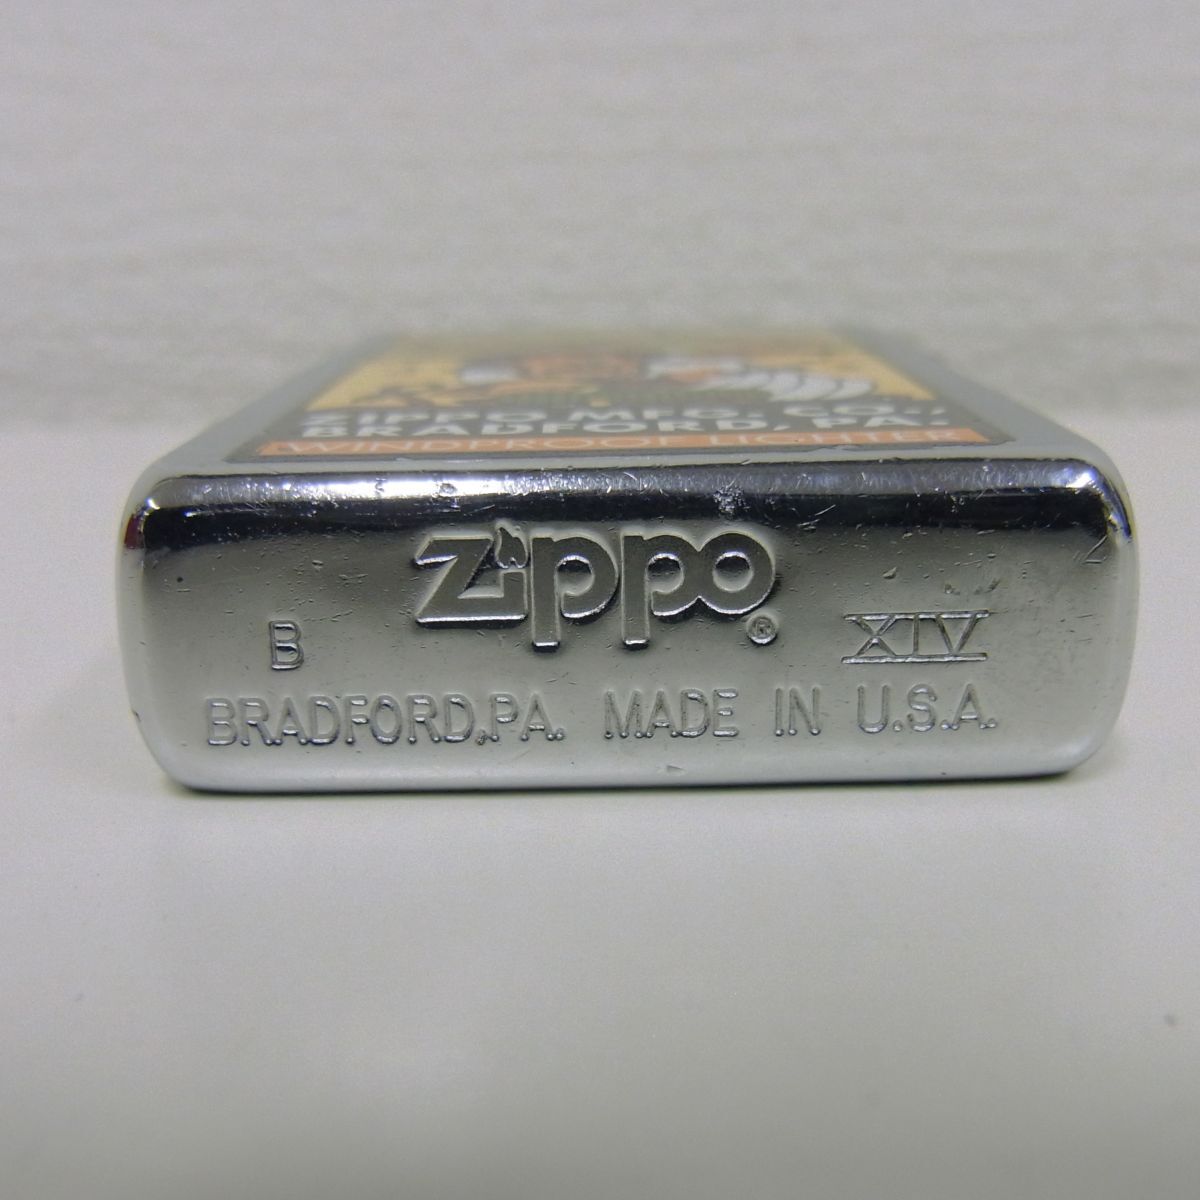 ZIPPO MFG. CO.,
BRADFORD, PA.
WINDPROOF LIGHTER
Zippo®
B XIV
BRADFORD,PA. MADE IN U.S.A.